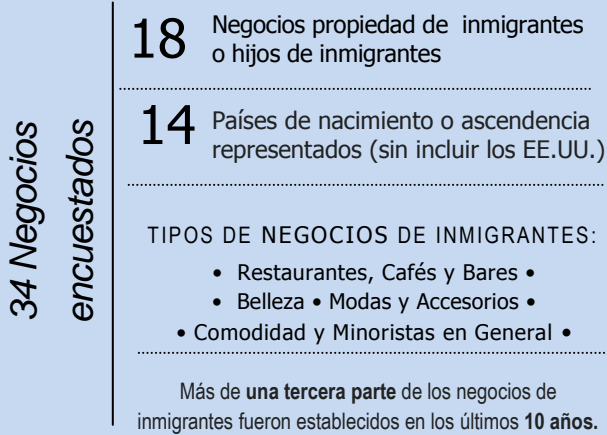 34 Negocios
encuestados
18 Negocios propiedad de inmigrantes
o hijos de inmigrantes
14 Países de nacimiento o ascendencia
representados (sin incluir los EE.UU.)
TIPOS DE NEGOCIOS DE INMIGRANTES:
• Restaurantes, Cafés y Bares •
• Belleza • Modas y Accesorios •
• Comodidad y Minoristas en General •
Más de una tercera parte de los negocios de
inmigrantes fueron establecidos en los últimos 10 años.